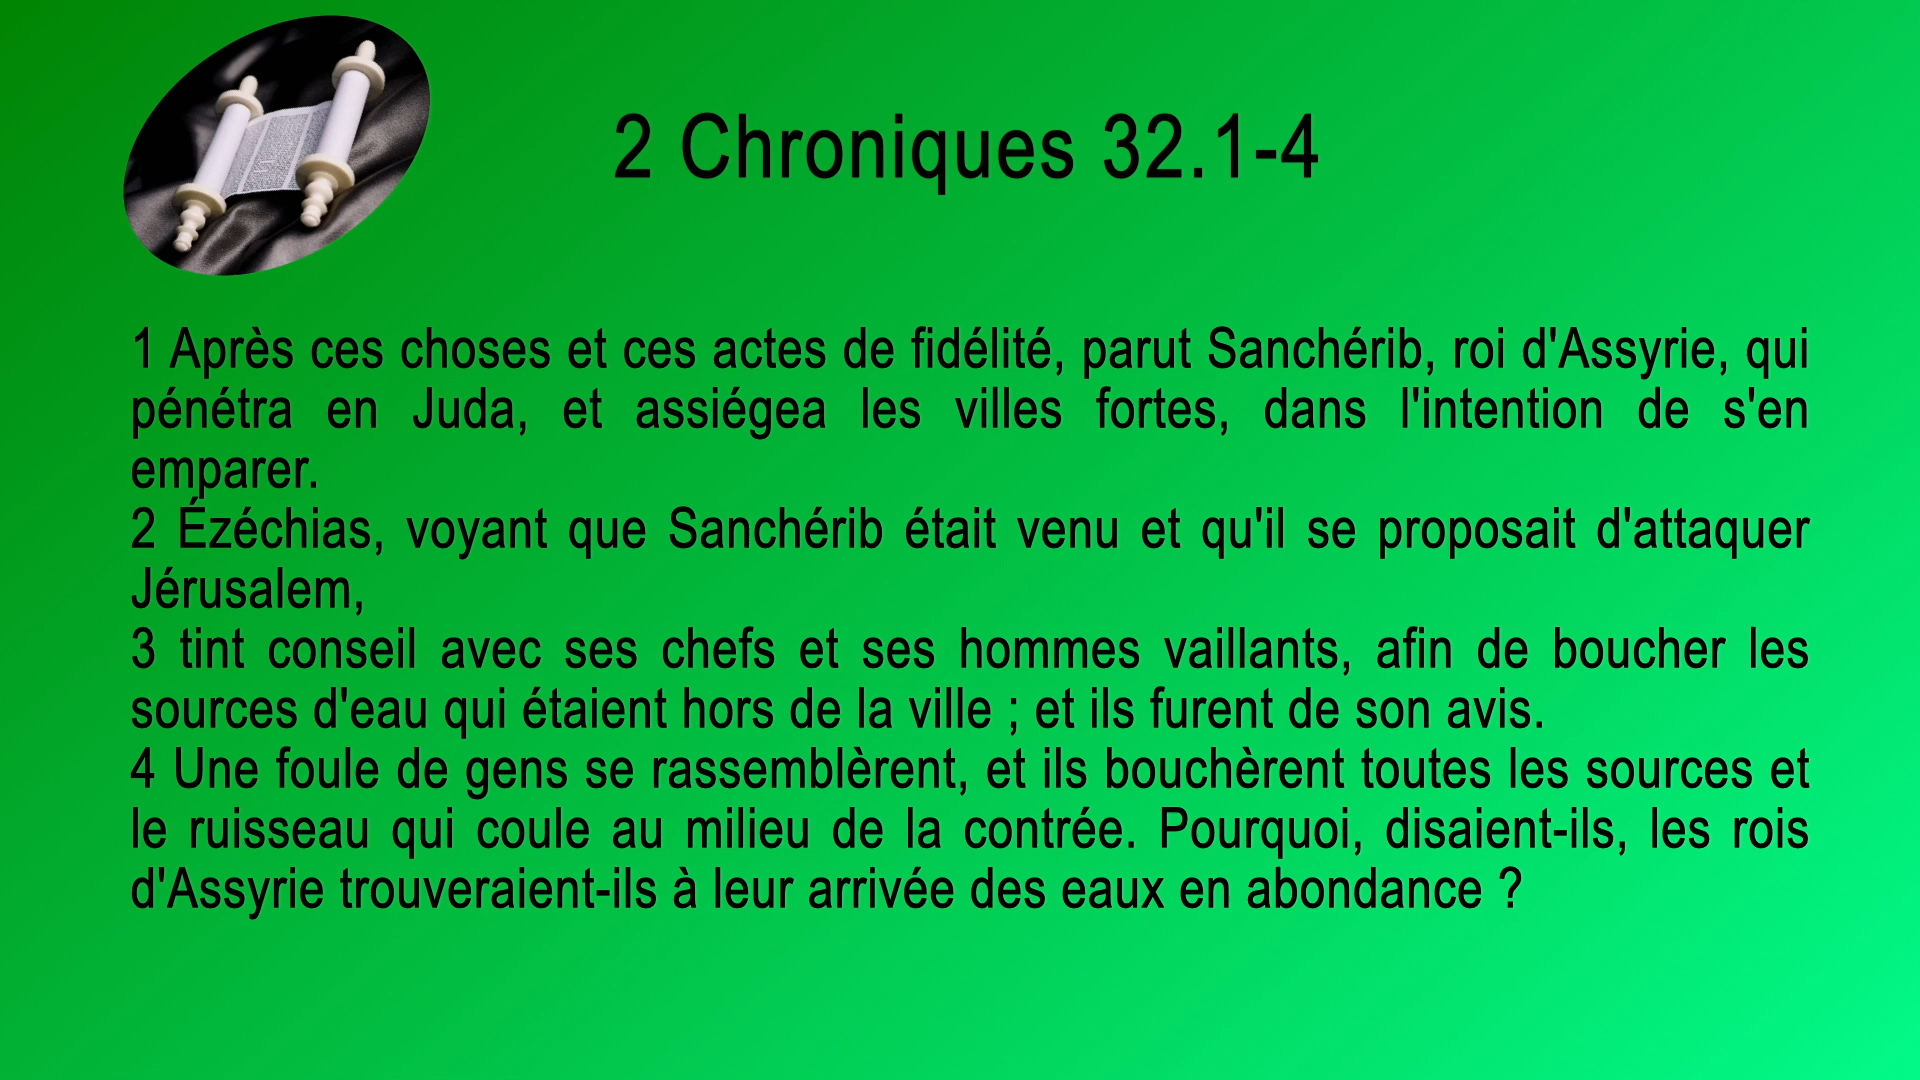 2 Chroniques 32.1-4
1 Après ces choses et ces actes de fidélité, parut Sanchérib, roi d'Assyrie, qui
pénétra en Juda, et assiégea les villes fortes, dans l'intention de s'en
emparer.
2 Ézéchias, voyant que Sanchérib était venu et qu'il se proposait d'attaquer
Jérusalem,
3 tint conseil avec ses chefs et ses hommes vaillants, afin de boucher les
sources d'eau qui étaient hors de la ville ; et ils furent de son avis.
4 Une foule de gens se rassemblèrent, et ils bouchèrent toutes les sources et
le ruisseau qui coule au milieu de la contrée. Pourquoi, disaient-ils, les rois
d'Assyrie trouveraient-ils à leur arrivée des eaux en abondance ?